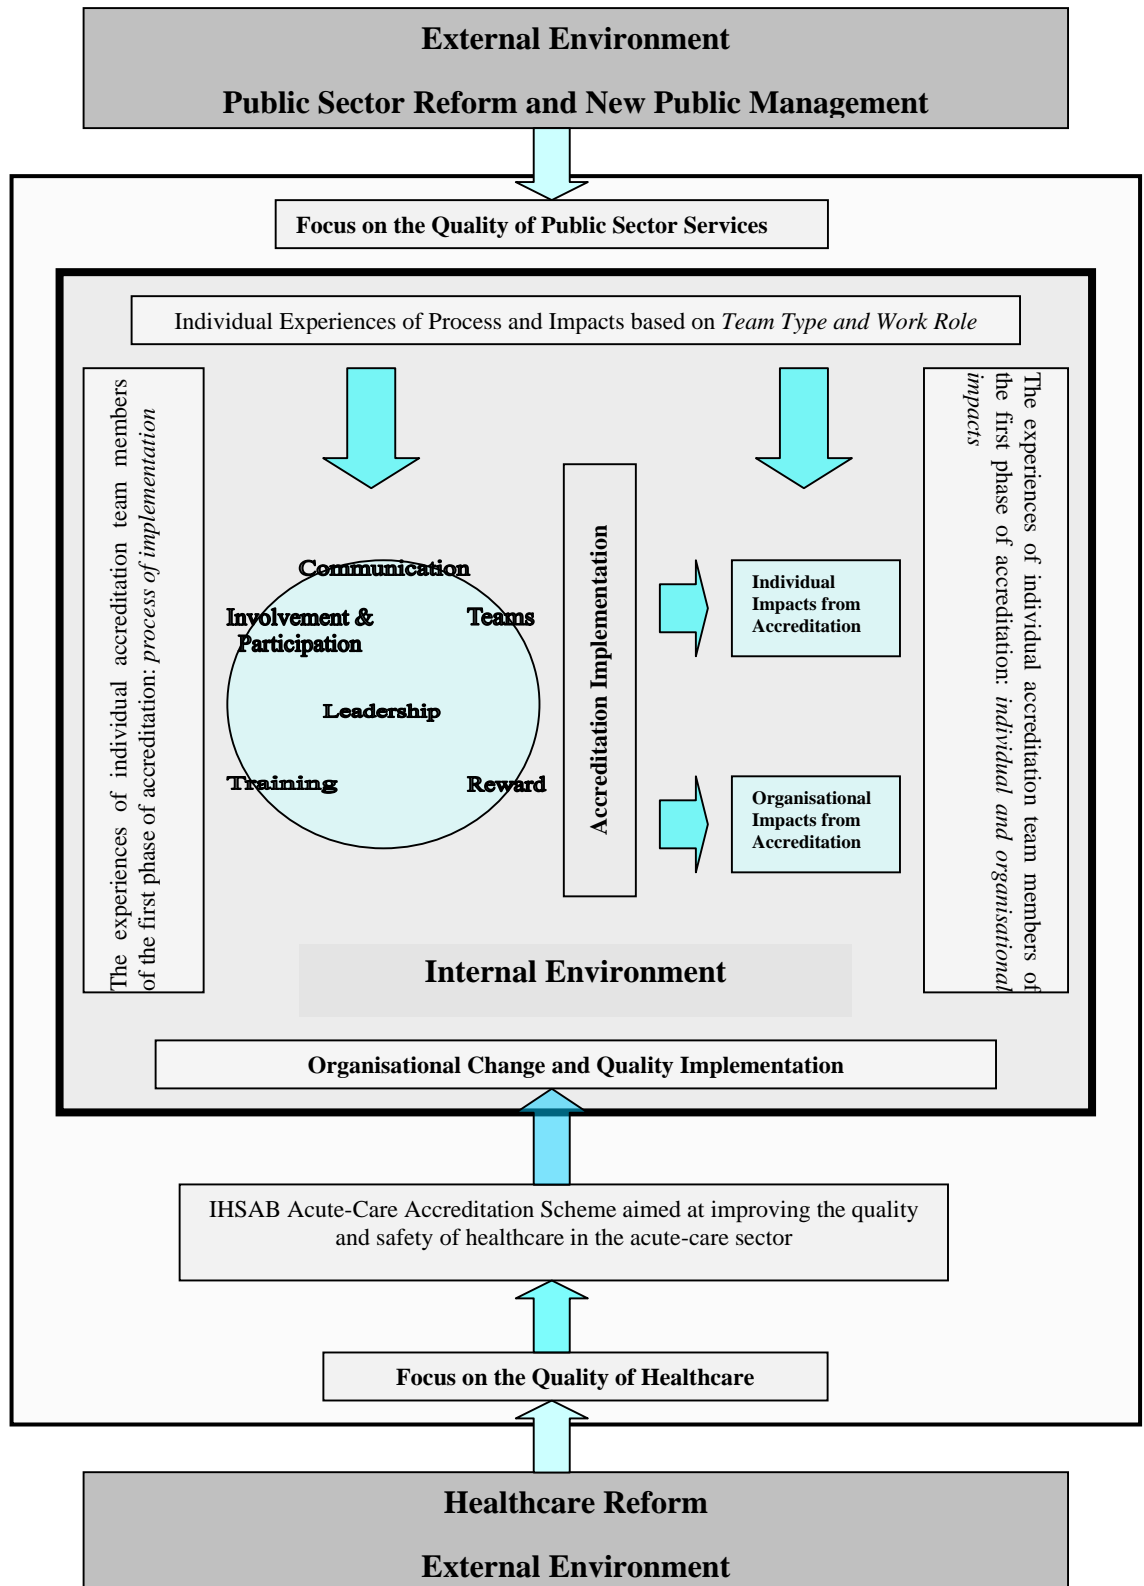 External Environment
Public Sector Reform and New Public Management
Focus on the Quality of Public Sector Services
Individual Experiences of Process and Impacts based on Team Type and Work Role
The experiences of individual accreditation team members
of the first phase of accreditation: process of implementation
Communication
Involvement &
Participation
Teams
Leadership
Training
Reward
Accreditation Implementation
Individual
Impacts from
Accreditation
Organisational
Impacts from
Accreditation
The experiences of individual accreditation team members of
the first phase of accreditation: individual and organisational
impacts
Internal Environment
Organisational Change and Quality Implementation
IHSAB Acute-Care Accreditation Scheme aimed at improving the quality
and safety of healthcare in the acute-care sector
Focus on the Quality of Healthcare
Healthcare Reform
External Environment